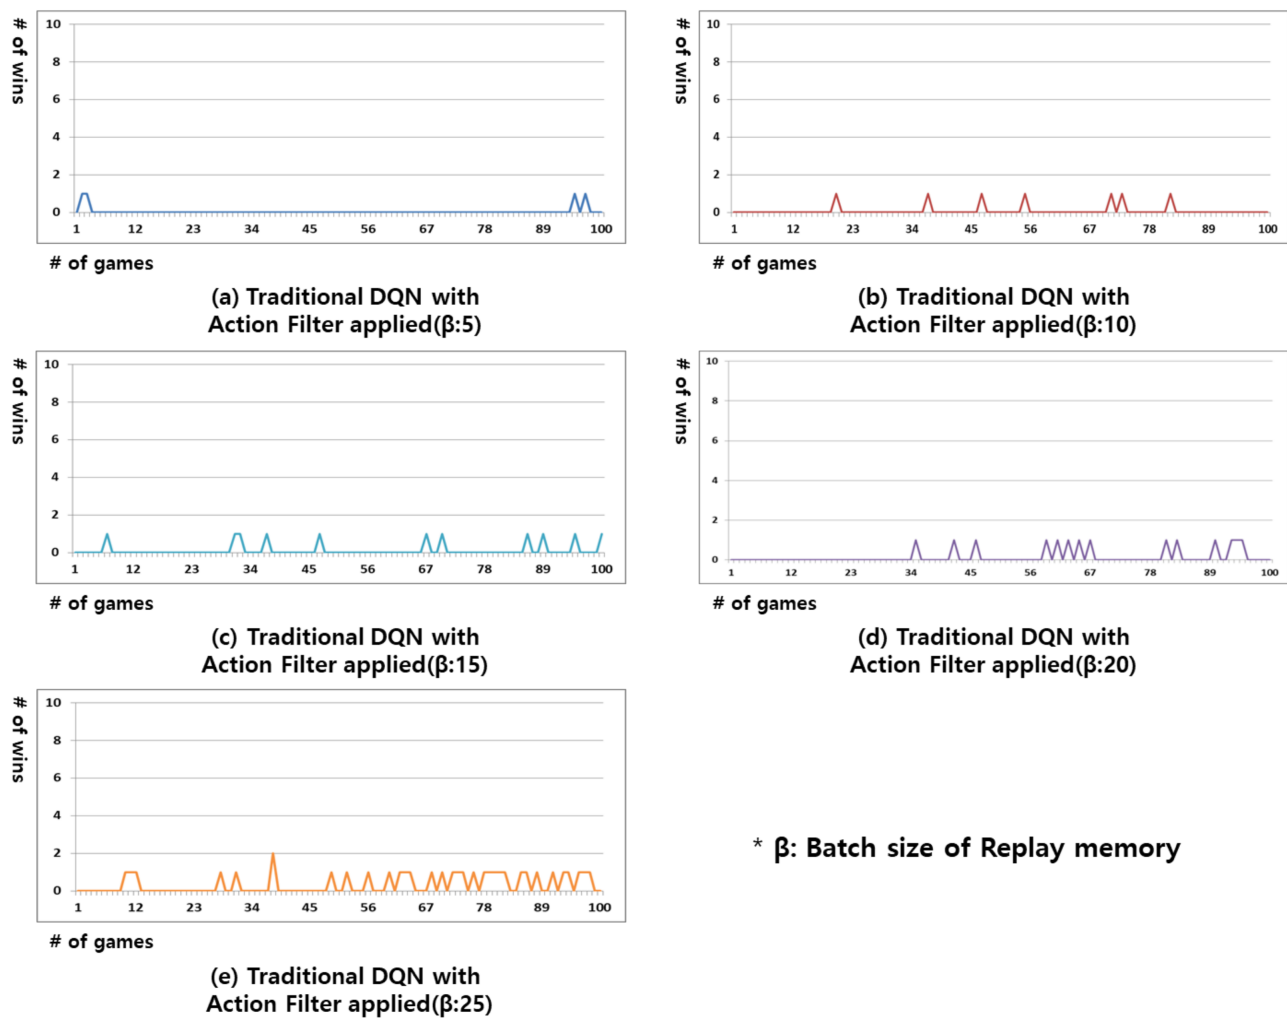 # of wins
10
8
6
4
2
0
1 12 23 34 45 56 67 78 89 100
# of games
(a) Traditional DQN with
Action Filter applied(β:5)
# of wins
10
8
6
4
2
0
1 12 23 34 45 56 67 78 89 100
# of games
(b) Traditional DQN with
Action Filter applied(β:10)
# of wins
10
8
6
4
2
0
1 12 23 34 45 56 67 78 89 100
# of games
(c) Traditional DQN with
Action Filter applied(β:15)
# of wins
10
8
6
4
2
0
1 12 23 34 45 56 67 78 89 100
# of games
(d) Traditional DQN with
Action Filter applied(β:20)
# of wins
10
8
6
4
2
0
1 12 23 34 45 56 67 78 89 100
# of games
(e) Traditional DQN with
Action Filter applied(β:25)
* β: Batch size of Replay memory